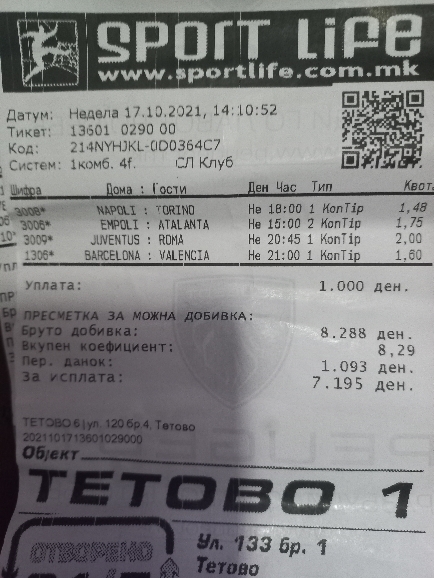 SPORT LIFE
www.sportlife.com.mk
Датум: Недела 17.10.2021, 14:10:52
Тикет: 13601 0290 00
Код: 214NYHJKL-0D0364C7
Систем: 1комб. 4f. СЛ Клуб
Шифра Дома : Гости Ден Час Тип Квот.
3008* NAPOLI : TORINO Не 18:00 1 KonTip 1,48
3006* EMPOLI : ATALANTA Не 15:00 2 KonTip 1,75
3009* JUVENTUS : ROMA Не 20:45 1 KonTip 2,00
1306* BARCELONA : VALENCIA Не 21:00 1 KonTip 1,60
Уплата: 1.000 ден.
ПРЕСМЕТКА ЗА МОЖНА ДОБИВКА:
Бруто добивка: 8.288 ден.
Вкупен коефициент: 8,29
Пер. данок: 1.093 ден.
За исплата: 7.195 ден.
ТЕТОВО 6 | ул. 120 бр.4, Тетово
2021101713601029000
Објект
ТЕТОВО 1
ОТВОРЕНО
Ул. 133 бр. 1
Тетово